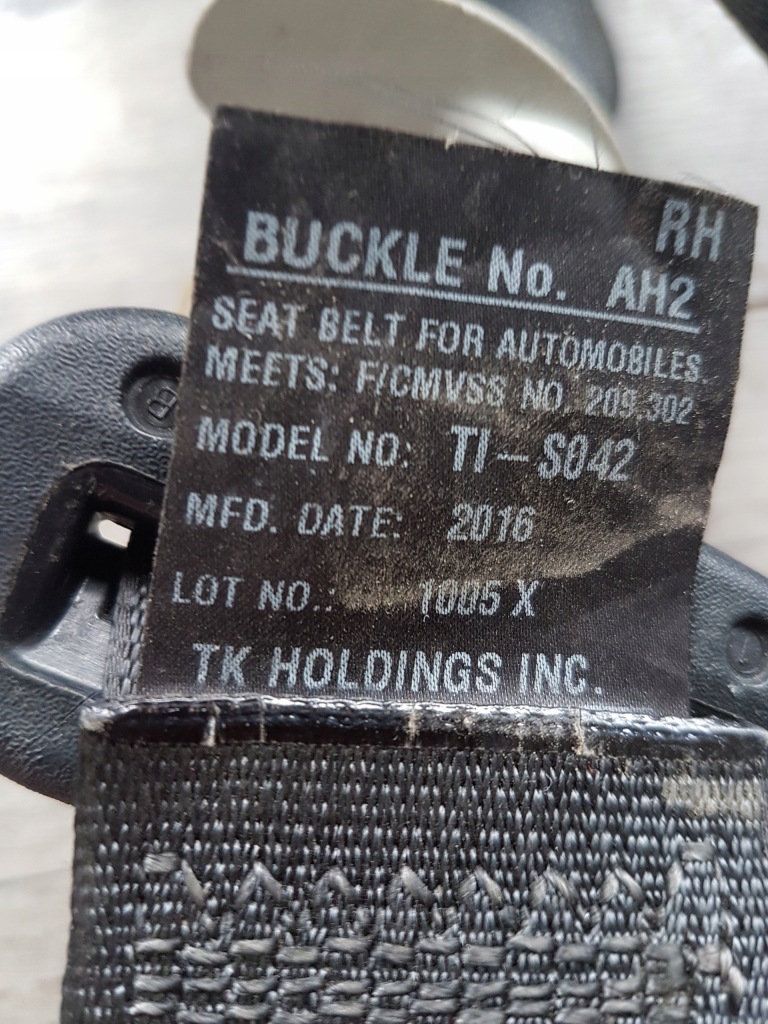 RH
BUCKLE No. AH2
SEAT BELT FOR AUTOMOBILES.
MEETS: F/CMVSS NO. 209,302
MODEL NO: TI-S042
MFD. DATE: 2016
LOT NO.: 1005 X
TK HOLDINGS INC.